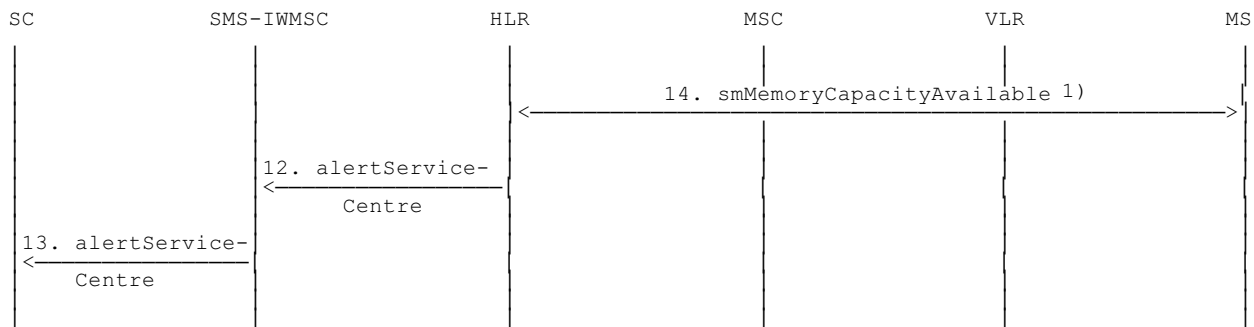 SC SMS-IWMSC HLR MSC VLR MS
14. smMemoryCapacityAvailable 1)
12. alertService-
Centre
13. alertService-
Centre